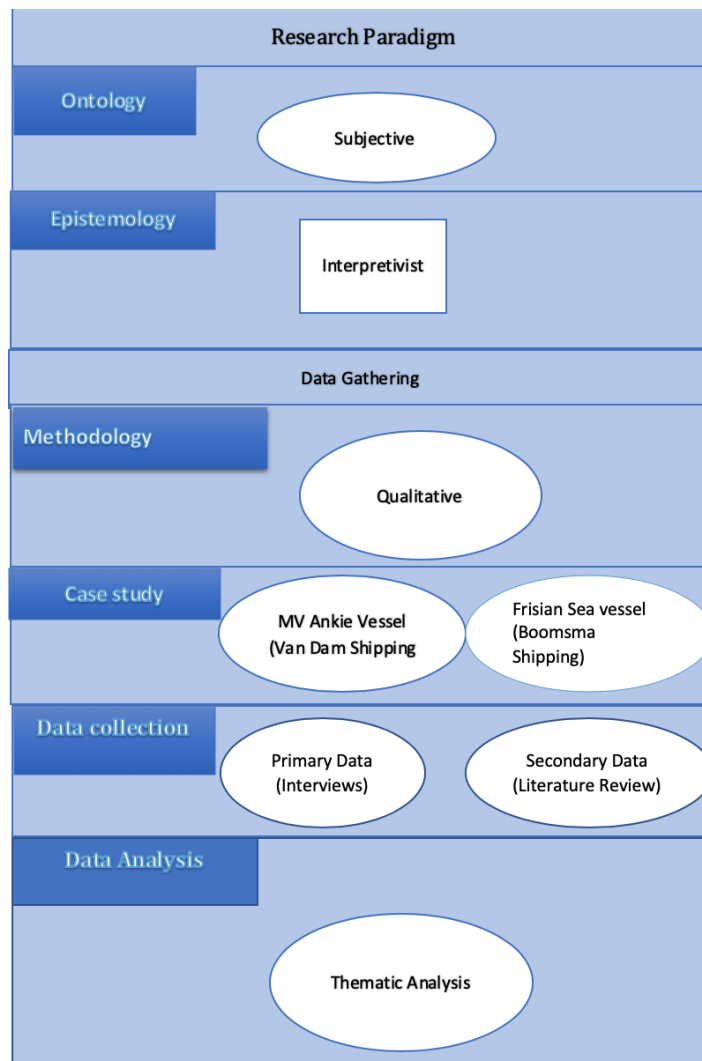 Research Paradigm
Ontology
Subjective
Epistemology
Interpretivist
Data Gathering
Methodology
Qualitative
Case study
MV Ankie Vessel
(Van Dam Shipping
Frisian Sea vessel
(Boomsma
Shipping)
Data collection
Primary Data
(Interviews)
Secondary Data
(Literature Review)
Data Analysis
Thematic Analysis